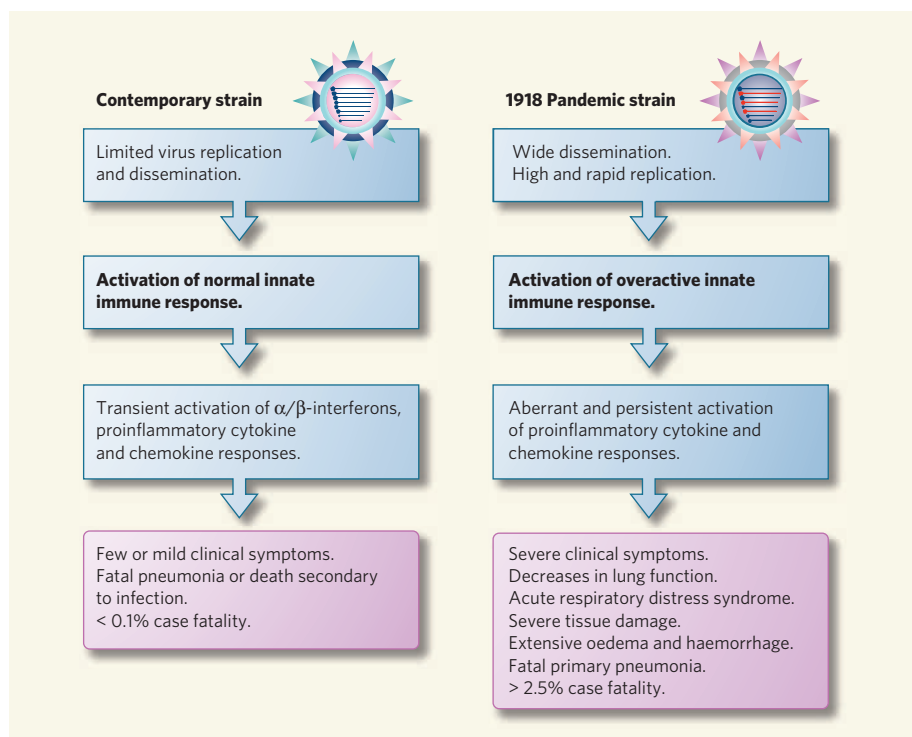 Contemporary strain
Limited virus replication
and dissemination.
Activation of normal innate
immune response.
Transient activation of α/β-interferons,
proinflammatory cytokine
and chemokine responses.
Few or mild clinical symptoms.
Fatal pneumonia or death secondary
to infection.
< 0.1% case fatality.
1918 Pandemic strain
Wide dissemination.
High and rapid replication.
Activation of overactive innate
immune response.
Aberrant and persistent activation
of proinflammatory cytokine and
chemokine responses.
Severe clinical symptoms.
Decreases in lung function.
Acute respiratory distress syndrome.
Severe tissue damage.
Extensive oedema and haemorrhage.
Fatal primary pneumonia.
> 2.5% case fatality.